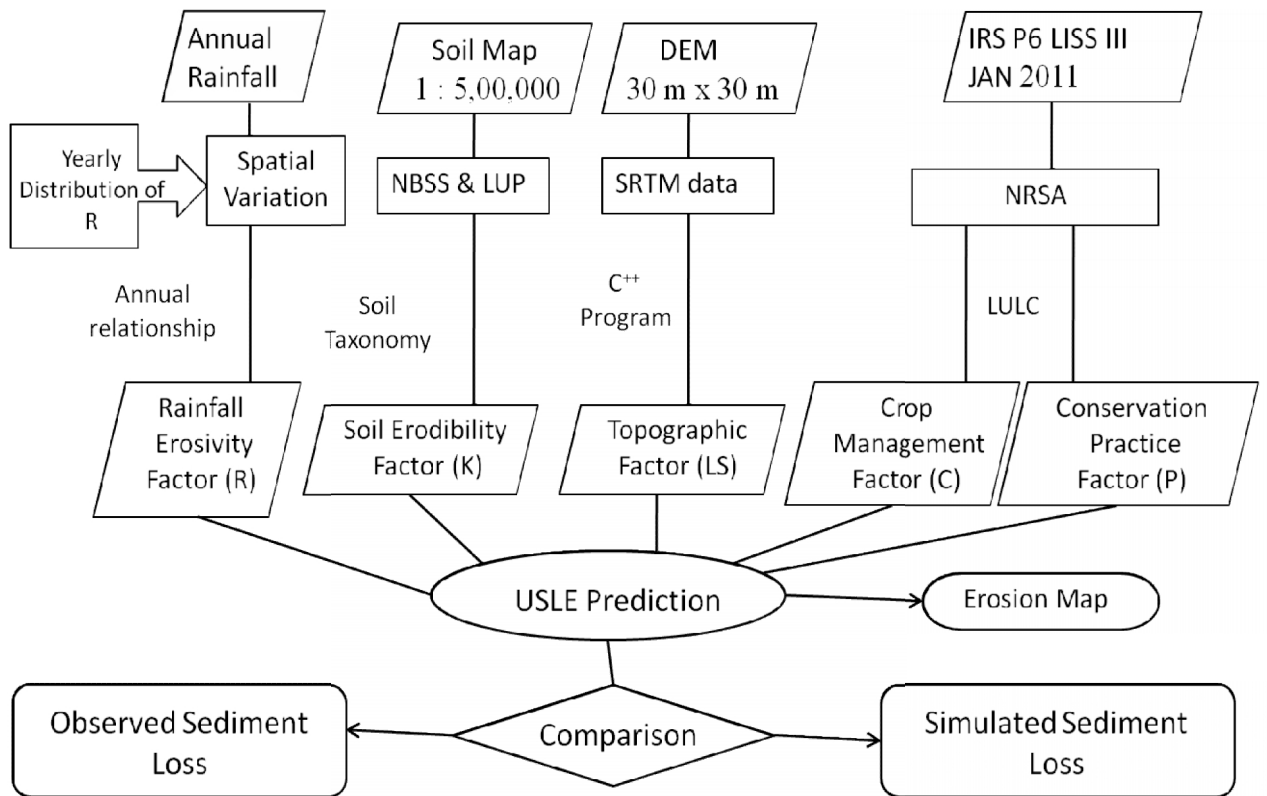 Annual
Rainfall
Soil Map
1 : 5,00,000
DEM
30 m x 30 m
IRS P6 LISS III
JAN 2011
Yearly
Distribution of
R
Spatial
Variation
NBSS & LUP
SRTM data
NRSA
Annual
relationship
Soil
Taxonomy
C++
Program
LULC
Rainfall
Erosivity
Factor (R)
Soil Erodibility
Factor (K)
Topographic
Factor (LS)
Crop
Management
Factor (C)
Conservation
Practice
Factor (P)
USLE Prediction
Erosion Map
Observed Sediment
Loss
Comparison
Simulated Sediment
Loss